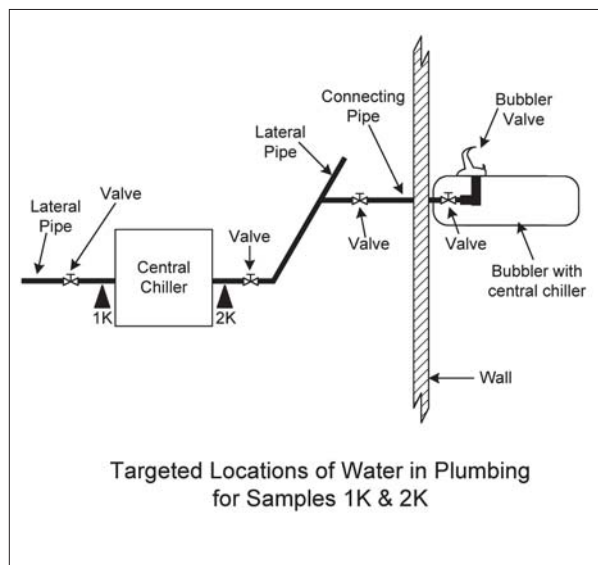 Bubbler
Valve
Connecting
Pipe
Lateral
Pipe
Lateral
Pipe
Valve
Valve
Valve
Valve
Central
Chiller
Bubbler with
central chiller
1K
2K
Wall
Targeted Locations of Water in Plumbing
for Samples 1K & 2K